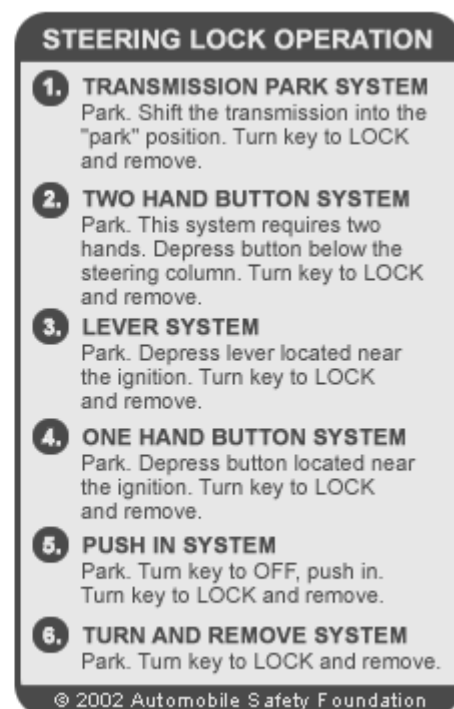 STEERING LOCK OPERATION
1. TRANSMISSION PARK SYSTEM
Park. Shift the transmission into the
"park" position. Turn key to LOCK
and remove.
2. TWO HAND BUTTON SYSTEM
Park. This system requires two
hands. Depress button below the
steering column. Turn key to LOCK
and remove.
3. LEVER SYSTEM
Park. Depress lever located near
the ignition. Turn key to LOCK
and remove.
4. ONE HAND BUTTON SYSTEM
Park. Depress button located near
the ignition. Turn key to LOCK
and remove.
5. PUSH IN SYSTEM
Park. Turn key to OFF, push in.
Turn key to LOCK and remove.
6. TURN AND REMOVE SYSTEM
Park. Turn key to LOCK and remove.
© 2002 Automobile Safety Foundation